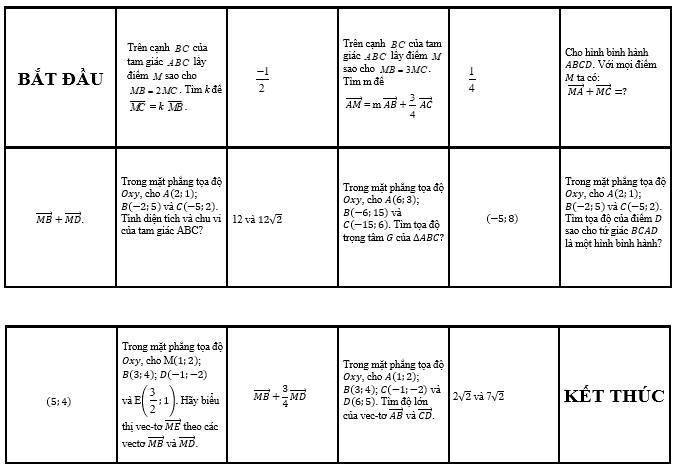 BẮT ĐẦU
Trên cạnh BC của
tam giác ABC lấy
điểm M sao cho
MB = 2MC. Tìm k để
$\overrightarrow{MC} = k\ \overrightarrow{MB}$.
$\frac{-1}{2}$
Trên cạnh BC của tam
giác ABC lấy điểm M
sao cho MB = 3MC.
Tìm m để
$\overrightarrow{AM} = m\overrightarrow{AB} + \frac{3}{4}\overrightarrow{AC}$
$\frac{1}{4}$
Cho hình bình hành
ABCD. Với mọi điểm
M ta có:
$\overrightarrow{MA} + \overrightarrow{MC} =?$
$\overrightarrow{MB} + \overrightarrow{MD}$.
Trong mặt phẳng tọa độ
Oxy, cho A(2; 1);
B(−2; 5) và C(−5; 2).
Tính diện tích và chu vi
của tam giác ABC?
12 và 12√2
Trong mặt phẳng tọa độ
Oxy, cho A(6; 3);
B(−6; 15) và
C(−15; 6). Tìm tọa độ
trọng tâm G của ΔABC?
(−5; 8)
Trong mặt phẳng tọa độ
Oxy, cho A(2; 1);
B(−2; 5) và C(−5; 2).
Tìm tọa độ của điểm D
sao cho tứ giác BCAD
là một hình bình hành?
(5; 4)
Trong mặt phẳng tọa độ
Oxy, cho M(1; 2);
B(3; 4); D(−1; −2)
và E$\left(\frac{3}{2}; 1\right)$. Hãy biểu
thị vec-tơ $\overrightarrow{ME}$ theo các
vectơ $\overrightarrow{MB}$ và $\overrightarrow{MD}$.
$\overrightarrow{MB} + \frac{3}{4}\overrightarrow{MD}$
Trong mặt phẳng tọa độ
Oxy, cho A(1; 2);
B(3; 4); C(−1; −2) và
D(6; 5). Tìm độ lớn
của vec-tơ $\overrightarrow{AB}$ và $\overrightarrow{CD}$.
2√2 và 7√2
KẾT THÚC